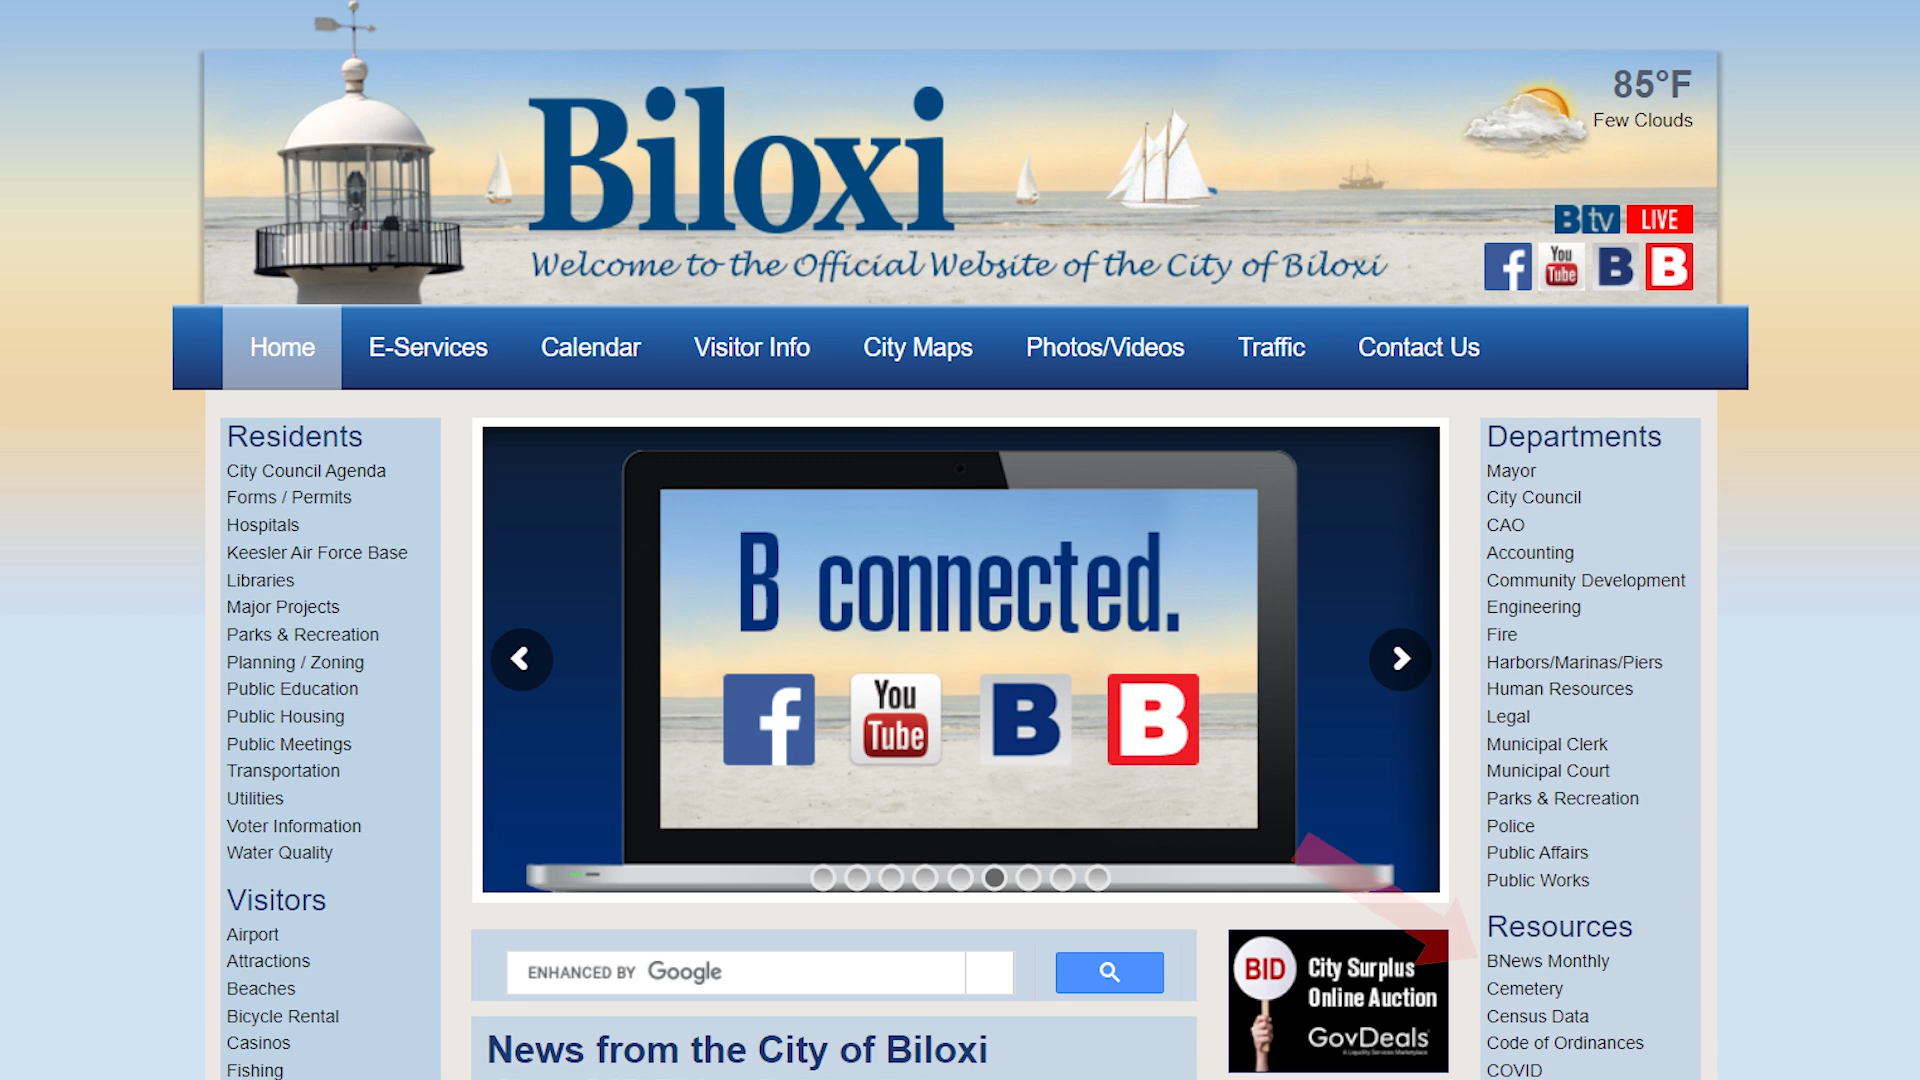 Biloxi
Welcome to the Official Website of the City of Biloxi
85°F
Few Clouds
B tv LIVE
f You Tube B B
Home E-Services Calendar Visitor Info City Maps Photos/Videos Traffic Contact Us
Residents
City Council Agenda
Forms / Permits
Hospitals
Keesler Air Force Base
Libraries
Major Projects
Parks & Recreation
Planning / Zoning
Public Education
Public Housing
Public Meetings
Transportation
Utilities
Voter Information
Water Quality
Visitors
Airport
Attractions
Beaches
Bicycle Rental
Casinos
Fishing
B connected.
f You Tube B B
ENHANCED BY Google
News from the City of Biloxi
BID
City Surplus
Online Auction
GovDeals
A Liquidity Services Marketplace
Departments
Mayor
City Council
CAO
Accounting
Community Development
Engineering
Fire
Harbors/Marinas/Piers
Human Resources
Legal
Municipal Clerk
Municipal Court
Parks & Recreation
Police
Public Affairs
Public Works
Resources
BNews Monthly
Cemetery
Census Data
Code of Ordinances
COVID